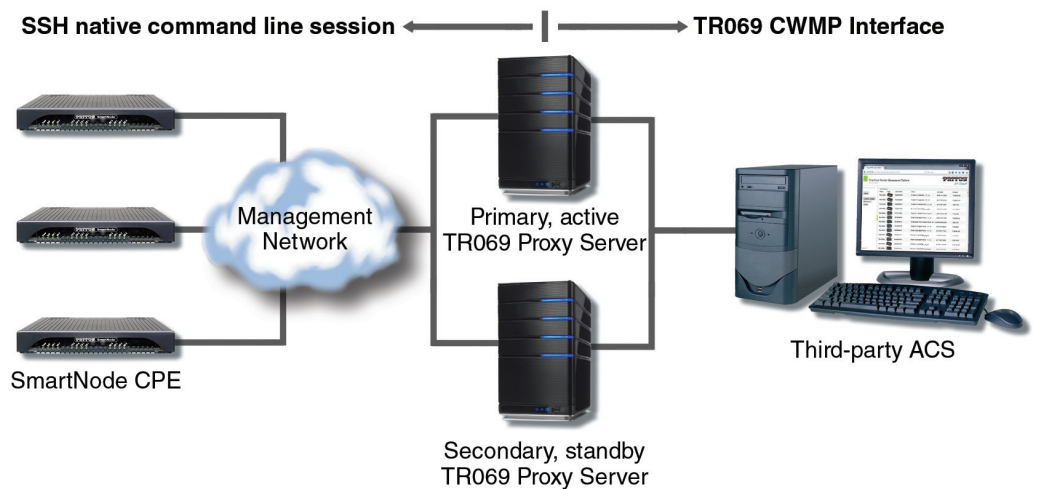 SSH native command line session
TR069 CWMP Interface
Management
Network
Primary, active
TR069 Proxy Server
SmartNode CPE
Secondary, standby
TR069 Proxy Server
Third-party ACS